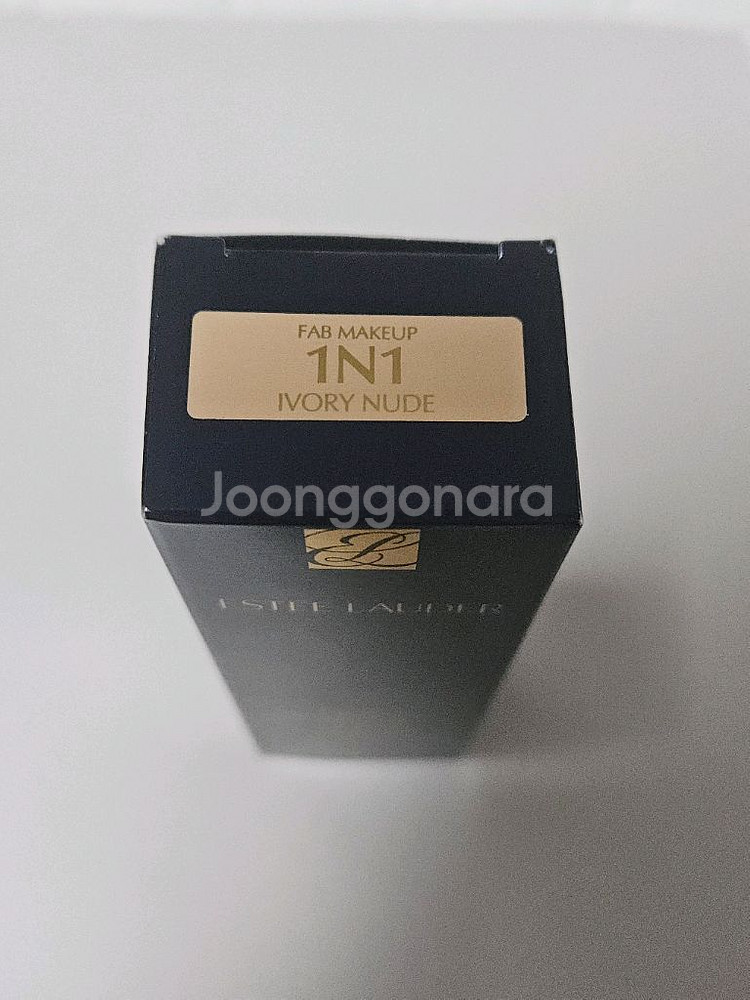 FAB MAKEUP
1N1
IVORY NUDE
Joonggonara
ESTEE LAUDER